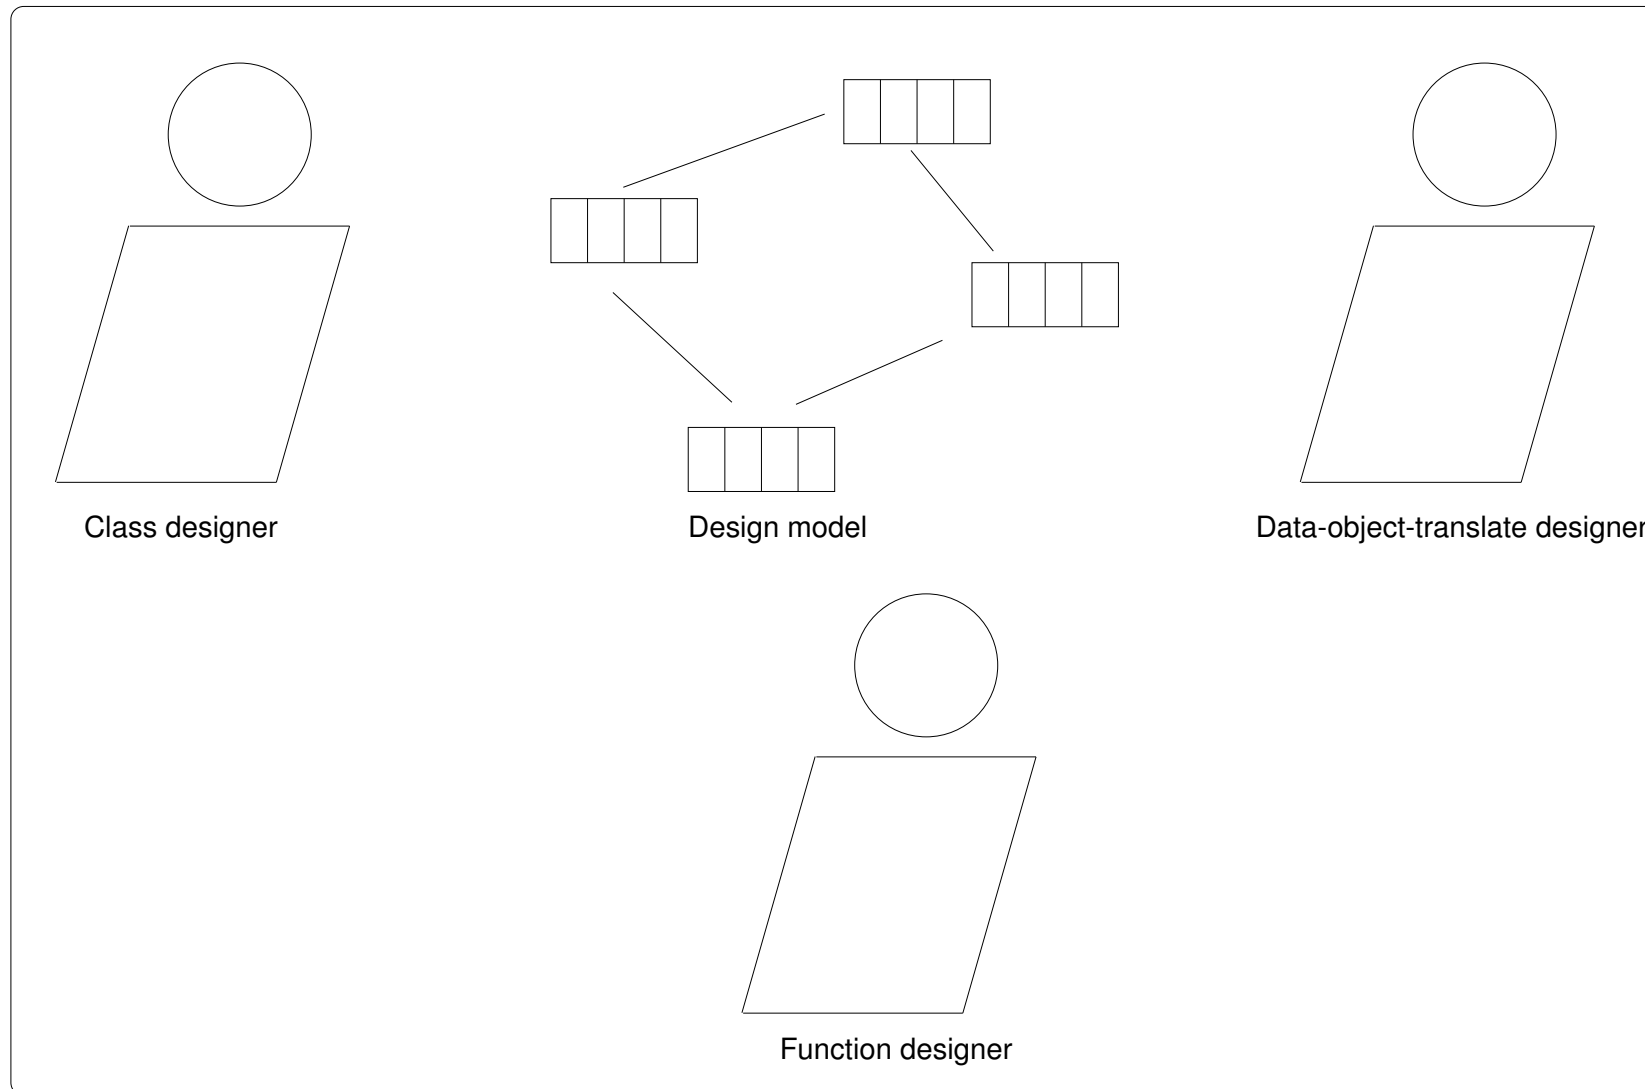 Class designer
Design model
Data-object-translate designer
Function designer